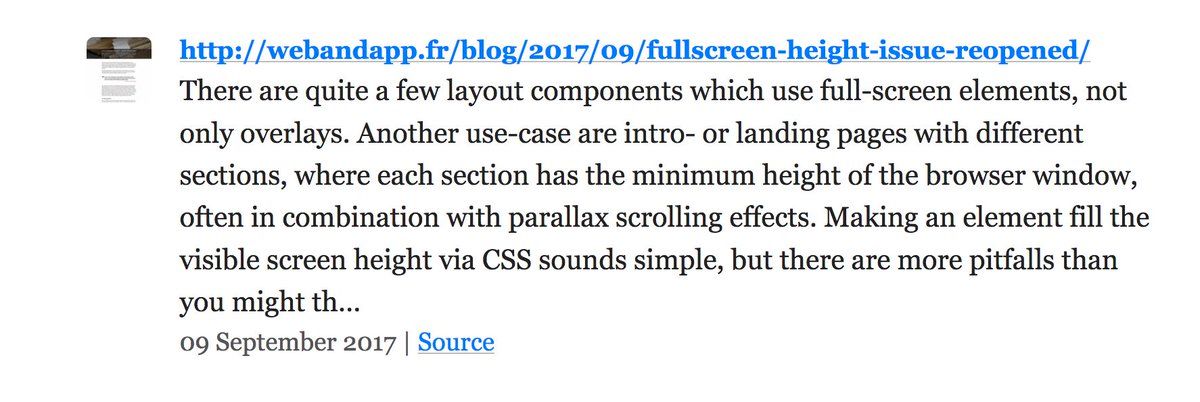 http://webandapp.fr/blog/2017/09/fullscreen-height-issue-reopened/
There are quite a few layout components which use full-screen elements, not
only overlays. Another use-case are intro- or landing pages with different
sections, where each section has the minimum height of the browser window,
often in combination with parallax scrolling effects. Making an element fill the
visible screen height via CSS sounds simple, but there are more pitfalls than
you might th...
09 September 2017 | Source